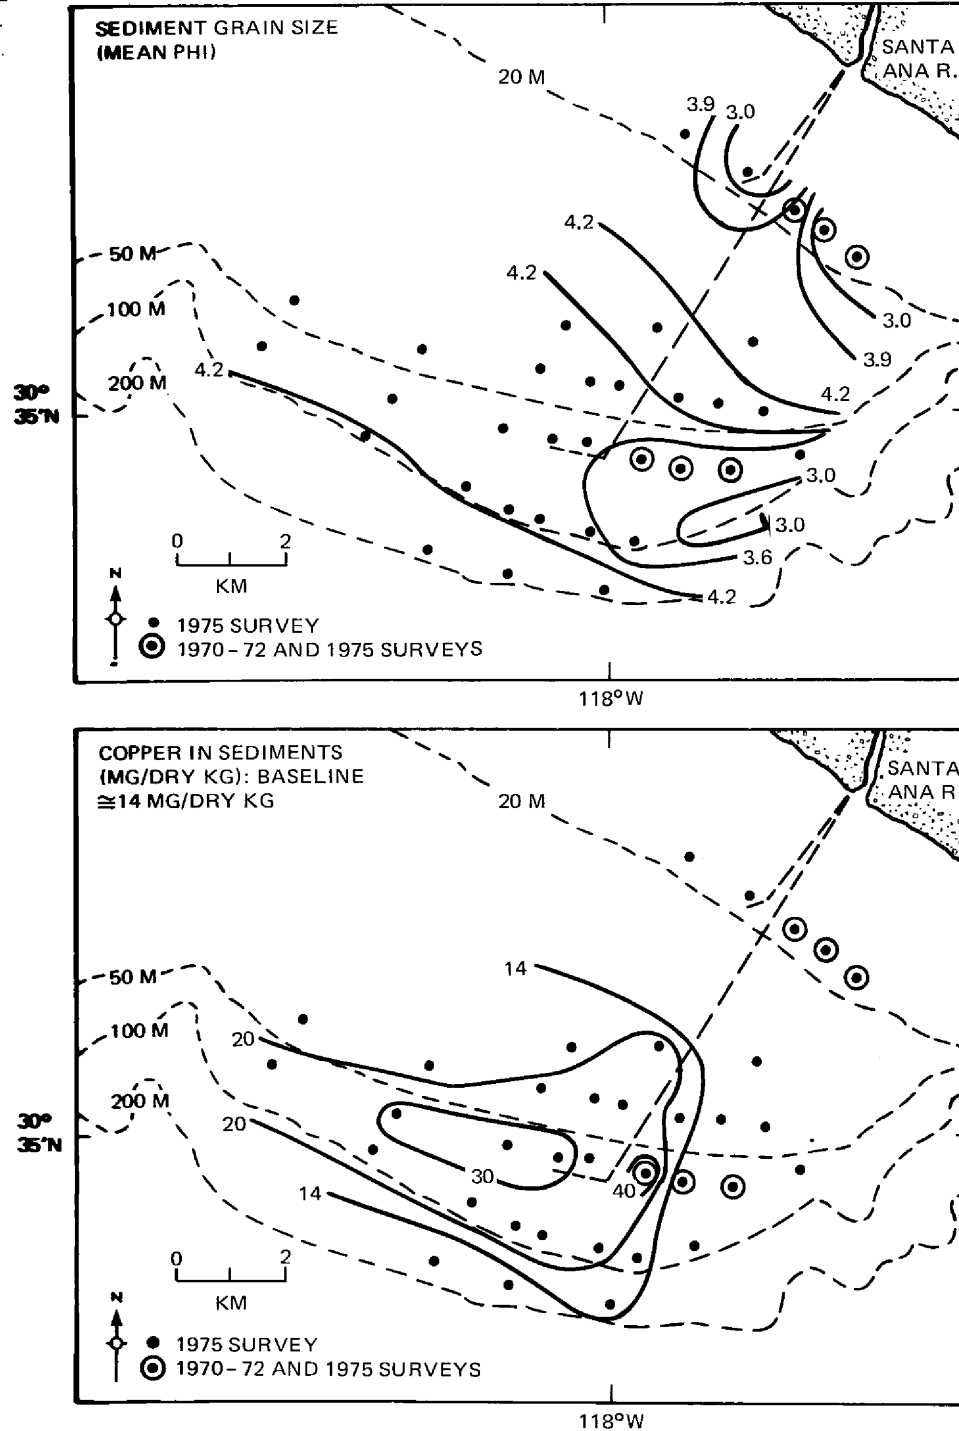 SEDIMENT GRAIN SIZE
(MEAN PHI)
SANTA
ANA R.
20 M
3.9
3.0
4.2
50 M
4.2
100 M
3.0
3.9
200 M
4.2
4.2
30°
35'N
3.0
3.0
3.6
4.2
0 2
KM
N
1975 SURVEY
1970-72 AND 1975 SURVEYS
118°W
COPPER IN SEDIMENTS
(MG/DRY KG): BASELINE
≅14 MG/DRY KG
SANTA
ANA R
20 M
14
50 M
100 M
20
200 M
20
30°
35'N
30
40
14
0 2
KM
N
1975 SURVEY
1970-72 AND 1975 SURVEYS
118°W